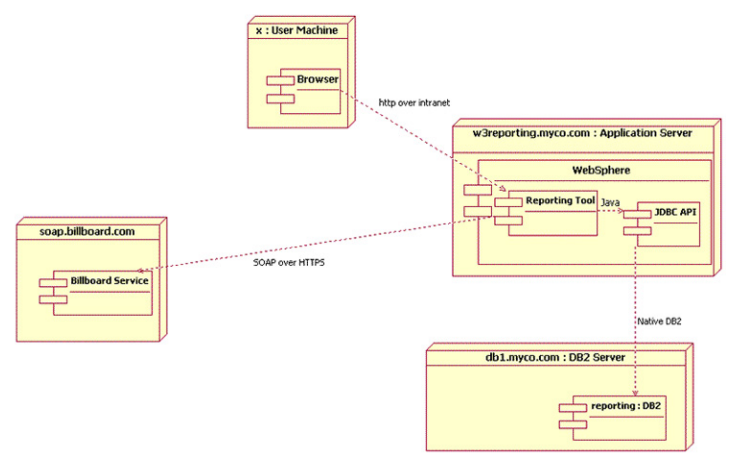 x : User Machine
Browser
http over intranet
w3reporting.myco.com : Application Server
WebSphere
Reporting Tool
Java
JDBC API
soap.billboard.com
Billboard Service
SOAP over HTTPS
Native DB2
db1.myco.com : DB2 Server
reporting : DB2